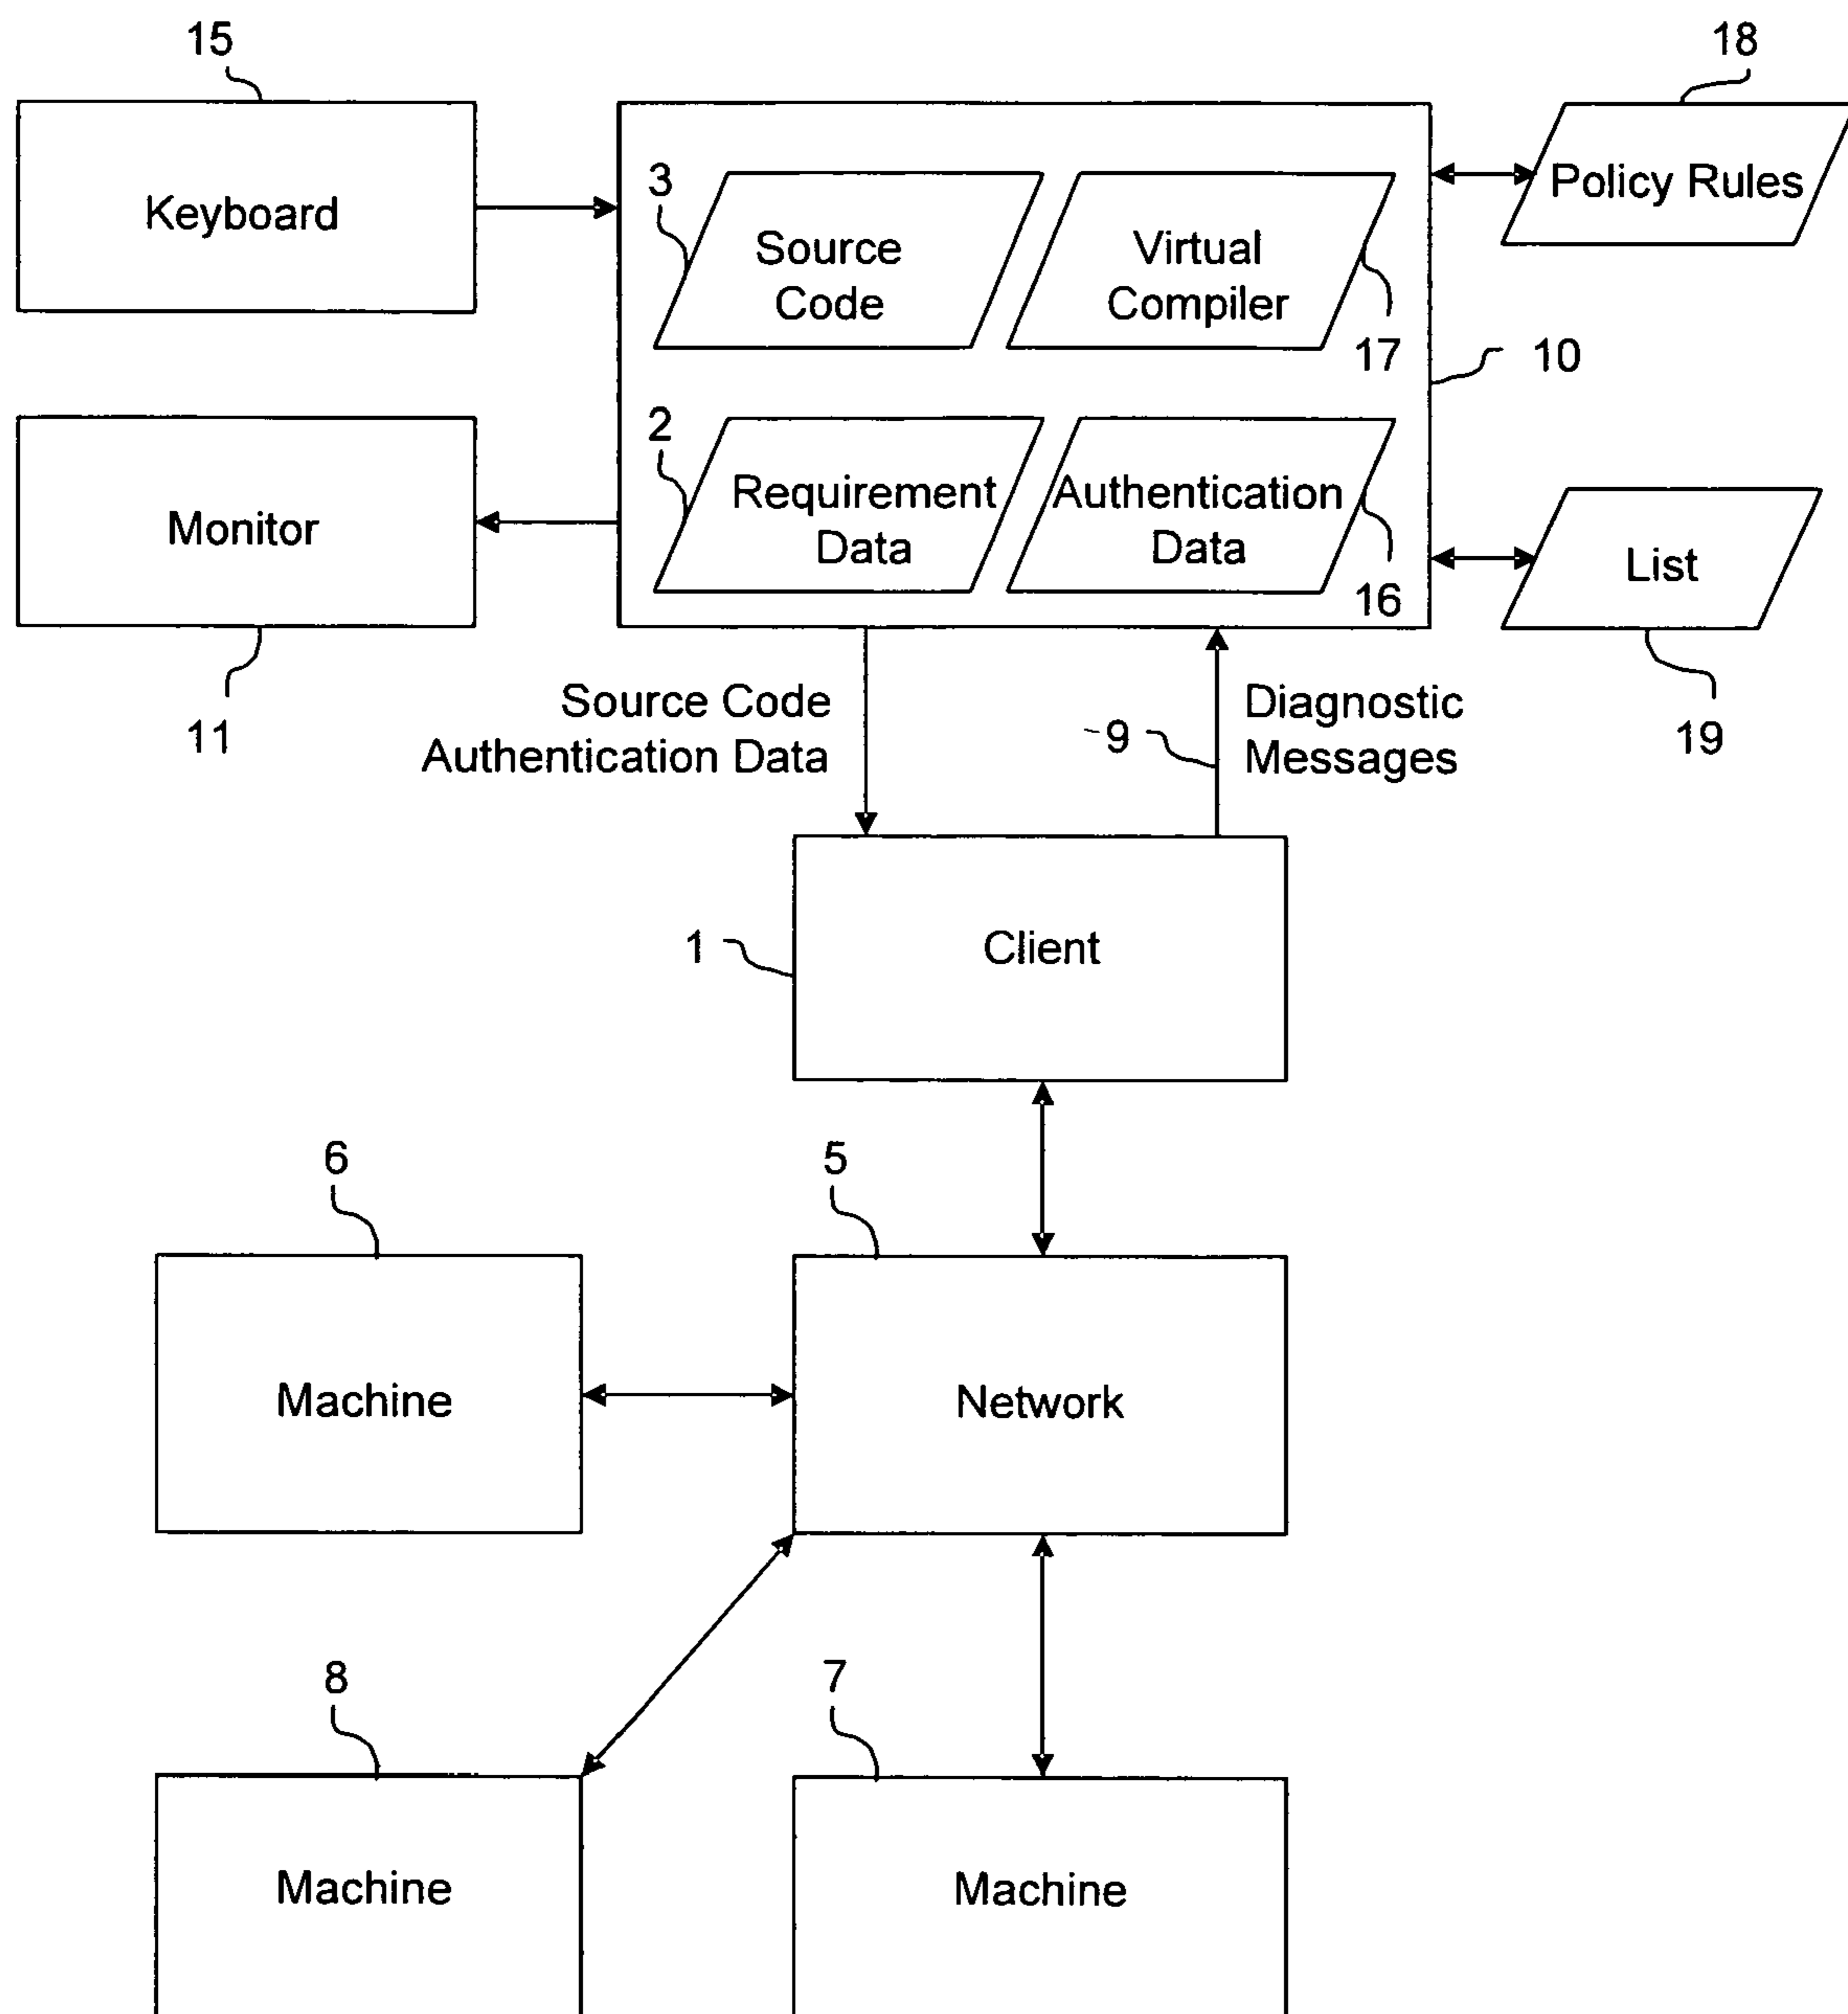 15
18
Keyboard
3
Source
Code
Virtual
Compiler
Policy Rules
17
10
Monitor
2
Requirement
Data
Authentication
Data
List
16
11
Source Code
Authentication Data
9
Diagnostic
Messages
19
1
Client
6
5
Machine
Network
8
7
Machine
Machine